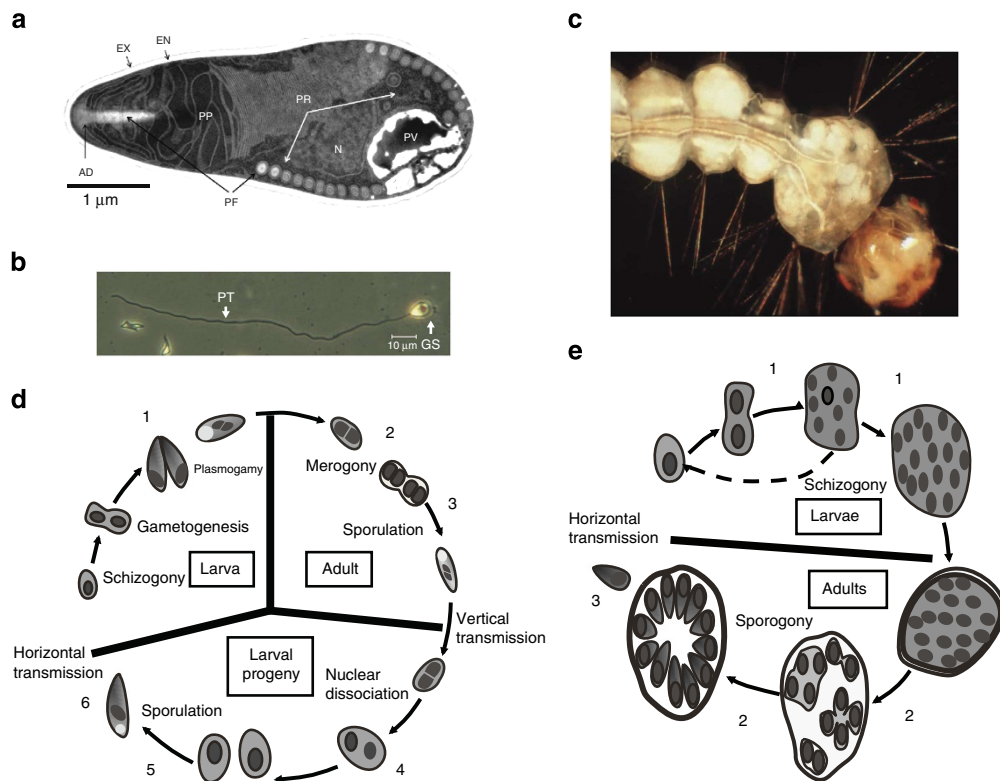 a
EX
EN
PP
PR
N
PV
AD
PF
1 μm
b
PT
10 μm
GS
c
d
1
Plasmogamy
2
Merogony
3
Gametogenesis
Sporulation
Schizogony
Larva
Adult
Vertical
transmission
Horizontal
transmission
Larval
progeny
Nuclear
dissociation
6
Sporulation
5
4
e
1
1
Schizogony
Larvae
Horizontal
transmission
Adults
3
Sporogony
2
2